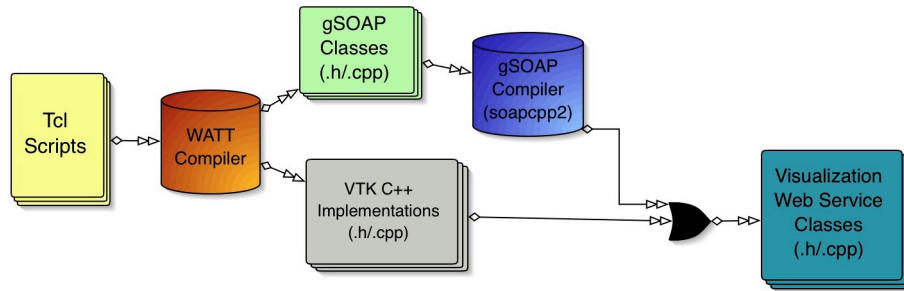 Tcl
Scripts
WATT
Compiler
gSOAP
Classes
(.h/.cpp)
gSOAP
Compiler
(soapcpp2)
VTK C++
Implementations
(.h/.cpp)
Visualization
Web Service
Classes
(.h/.cpp)